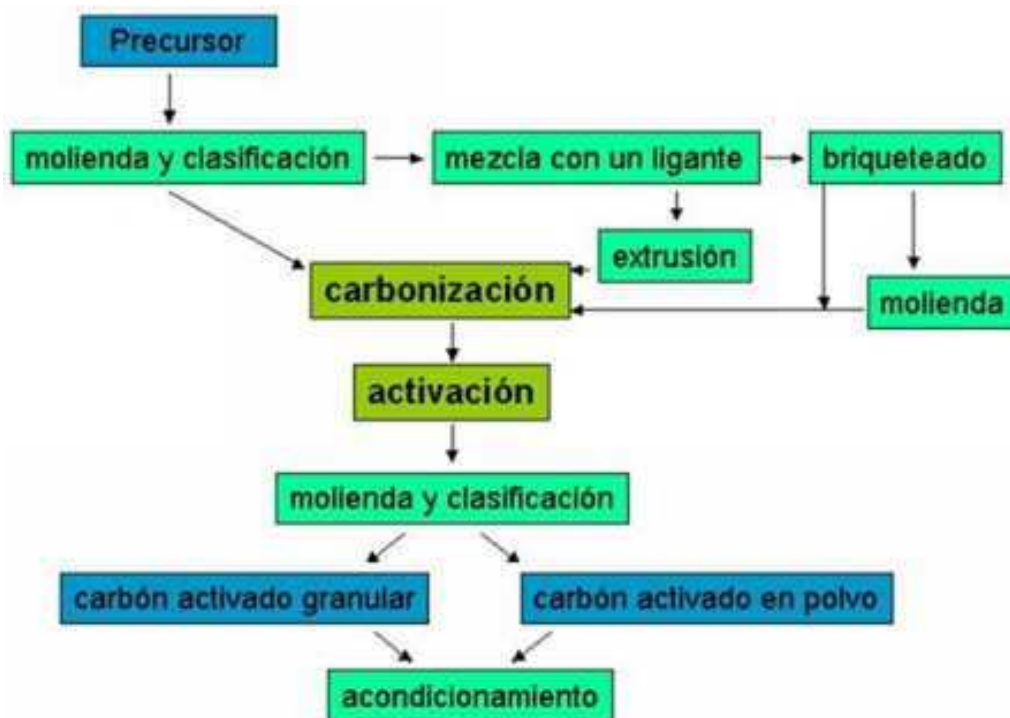 Precursor
molienda y clasificación
mezcla con un ligante
briqueteado
extrusión
carbonización
molienda
activación
molienda y clasificación
carbón activado granular
carbón activado en polvo
acondicionamiento